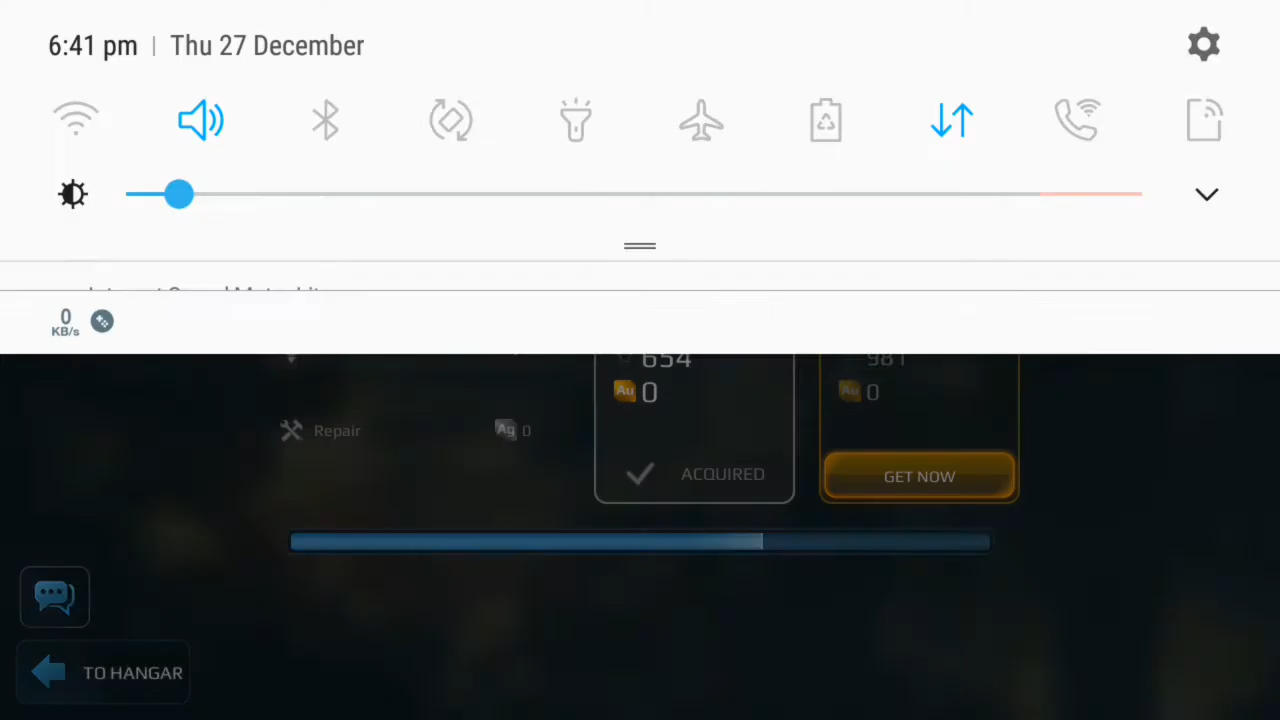 6:41 pm | Thu 27 December
0
KB/s
654
981
Au 0
Au 0
Repair
Ag 0
ACQUIRED
GET NOW
TO HANGAR